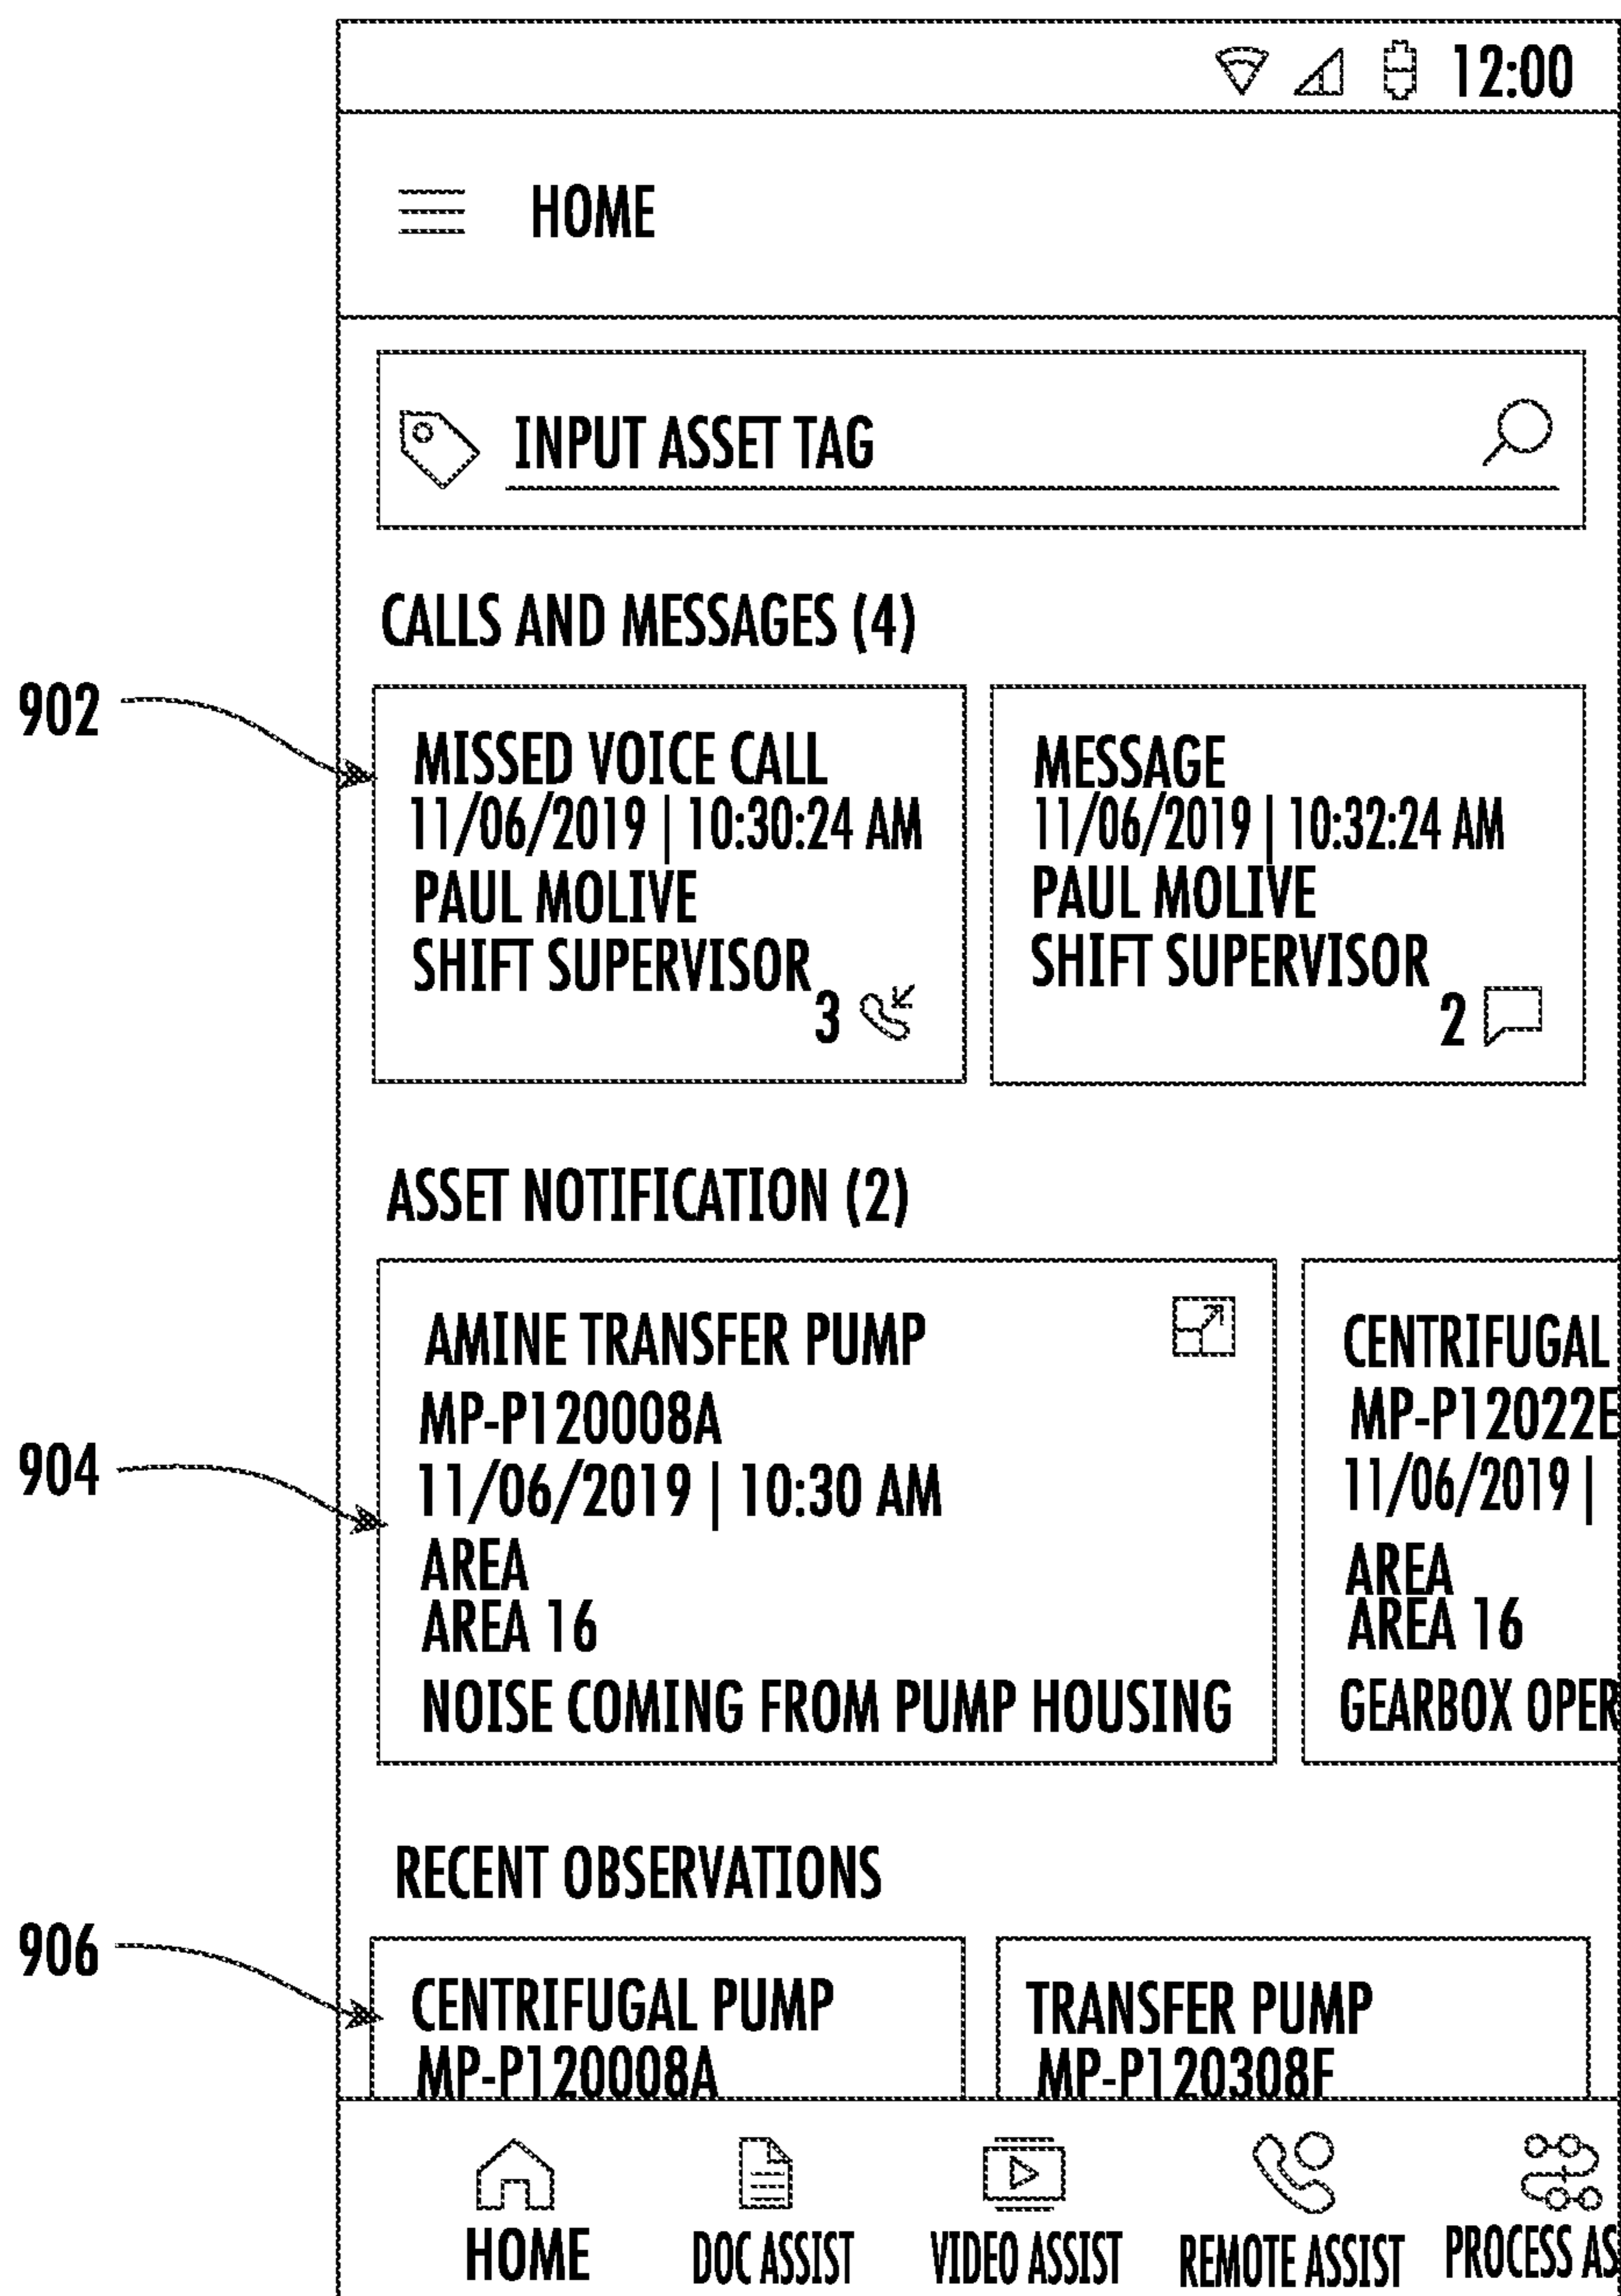 12:00
HOME
INPUT ASSET TAG
CALLS AND MESSAGES (4)
902
MISSED VOICE CALL
11/06/2019 | 10:30:24 AM
PAUL MOLIVE
SHIFT SUPERVISOR
3
MESSAGE
11/06/2019 | 10:32:24 AM
PAUL MOLIVE
SHIFT SUPERVISOR
2
ASSET NOTIFICATION (2)
904
AMINE TRANSFER PUMP
MP-P120008A
11/06/2019 | 10:30 AM
AREA
AREA 16
NOISE COMING FROM PUMP HOUSING
CENTRIFUGAL
MP-P12022E
11/06/2019 |
AREA
AREA 16
GEARBOX OPER
RECENT OBSERVATIONS
906
CENTRIFUGAL PUMP
MP-P120008A
TRANSFER PUMP
MP-P120308F
HOME
DOC ASSIST
VIDEO ASSIST
REMOTE ASSIST
PROCESS AS